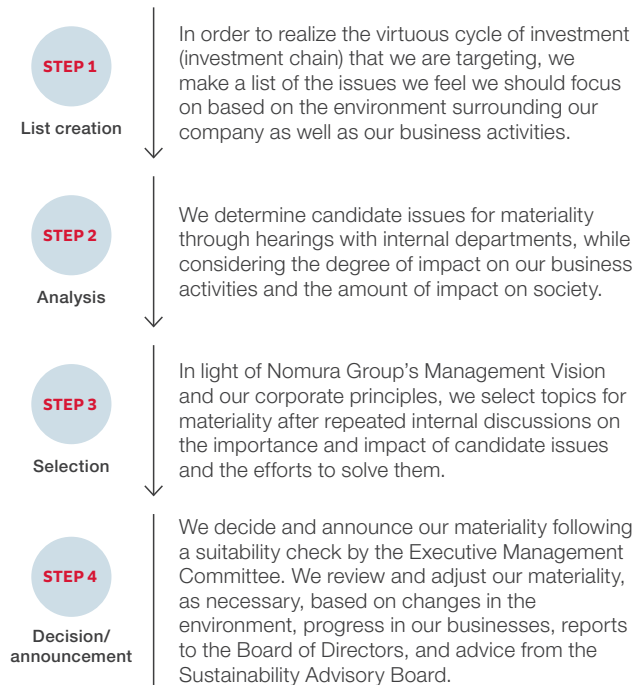 STEP 1
List creation
In order to realize the virtuous cycle of investment
(investment chain) that we are targeting, we
make a list of the issues we feel we should focus
on based on the environment surrounding our
company as well as our business activities.
STEP 2
Analysis
We determine candidate issues for materiality
through hearings with internal departments, while
considering the degree of impact on our business
activities and the amount of impact on society.
STEP 3
Selection
In light of Nomura Group’s Management Vision
and our corporate principles, we select topics for
materiality after repeated internal discussions on
the importance and impact of candidate issues
and the efforts to solve them.
STEP 4
Decision/
announcement
We decide and announce our materiality following
a suitability check by the Executive Management
Committee. We review and adjust our materiality,
as necessary, based on changes in the
environment, progress in our businesses, reports
to the Board of Directors, and advice from the
Sustainability Advisory Board.